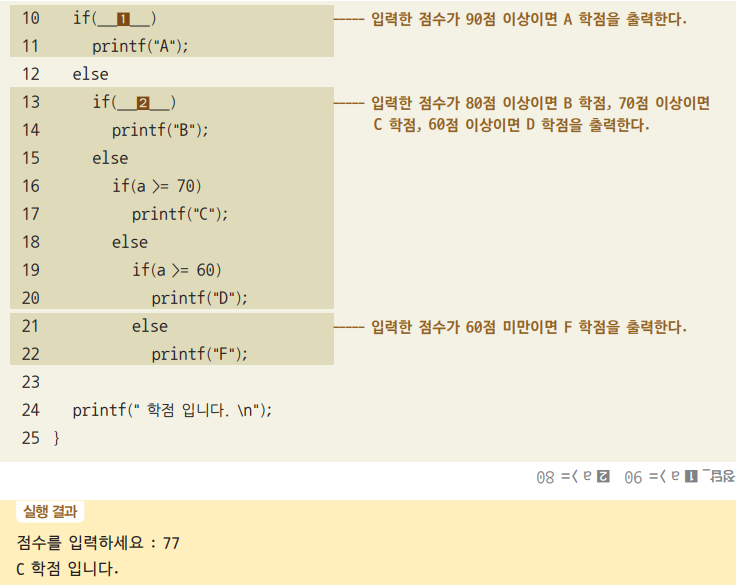 10 if(__1__) ----- 입력한 점수가 90점 이상이면 A 학점을 출력한다.
11 printf("A");
12 else
13 if(__2__) ----- 입력한 점수가 80점 이상이면 B 학점, 70점 이상이면
C 학점, 60점 이상이면 D 학점을 출력한다.
14 printf("B");
15 else
16 if(a >= 70)
17 printf("C");
18 else
19 if(a >= 60)
20 printf("D");
21 else ----- 입력한 점수가 60점 미만이면 F 학점을 출력한다.
22 printf("F");
23
24 printf(" 학점 입니다. \n");
25 }
정답_ 1 a >= 90 2 a >= 80
실행 결과
점수를 입력하세요 : 77
C 학점 입니다.